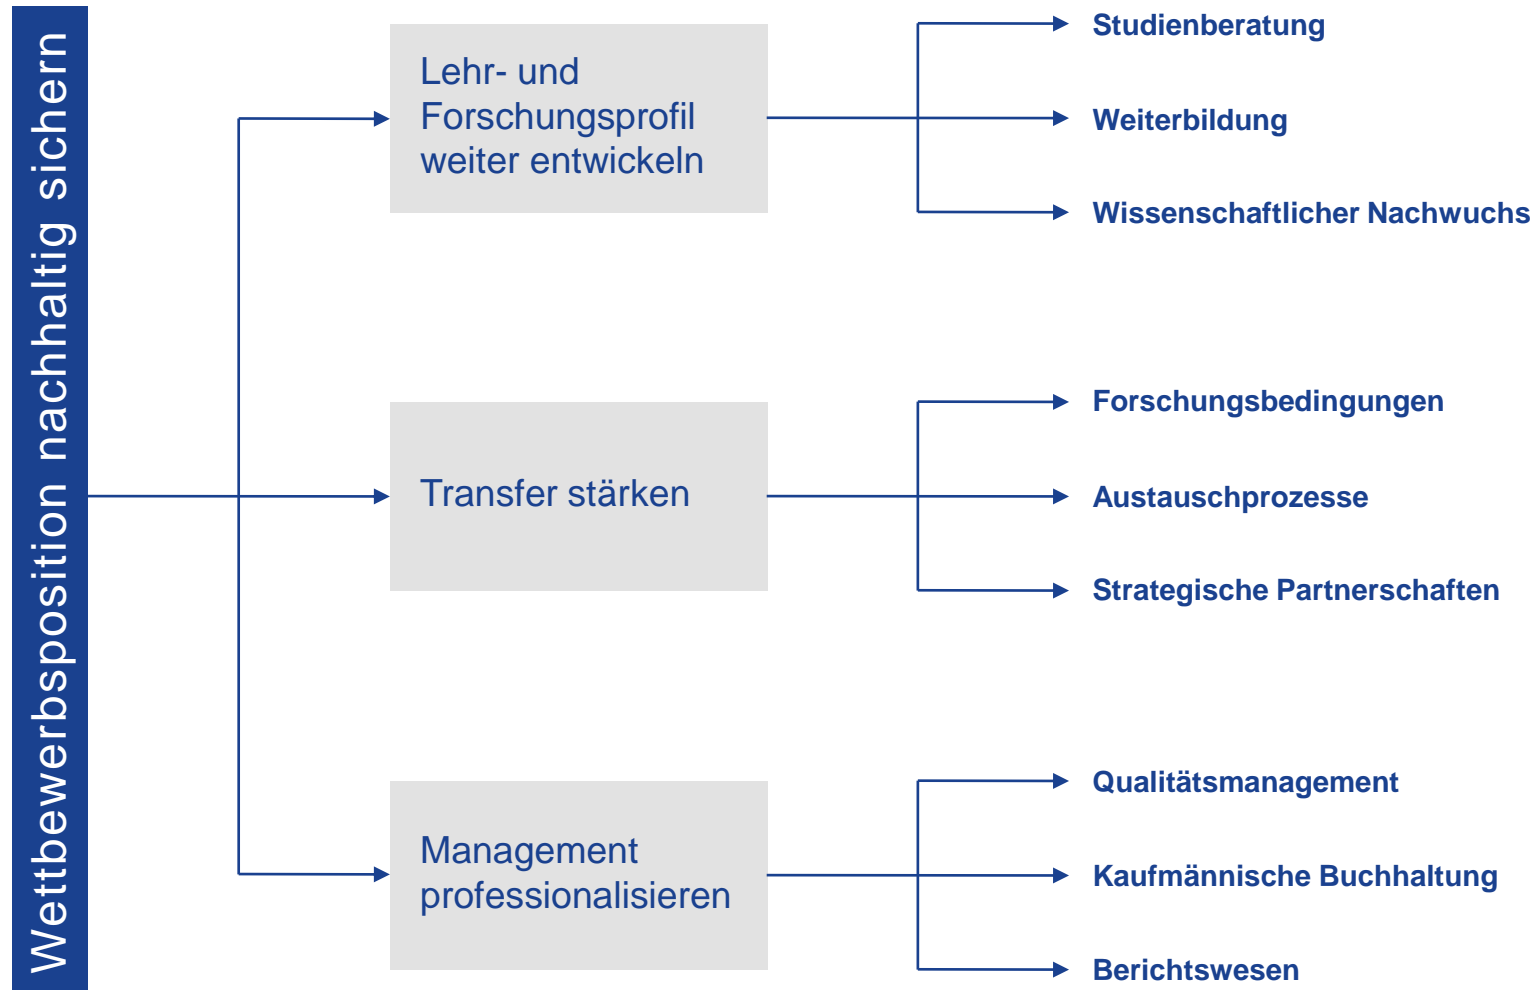 Wettbewerbsposition nachhaltig sichern
Lehr- und
Forschungsprofil
weiter entwickeln
Studienberatung
Weiterbildung
Wissenschaftlicher Nachwuchs
Transfer stärken
Forschungsbedingungen
Austauschprozesse
Strategische Partnerschaften
Management
professionalisieren
Qualitätsmanagement
Kaufmännische Buchhaltung
Berichtswesen